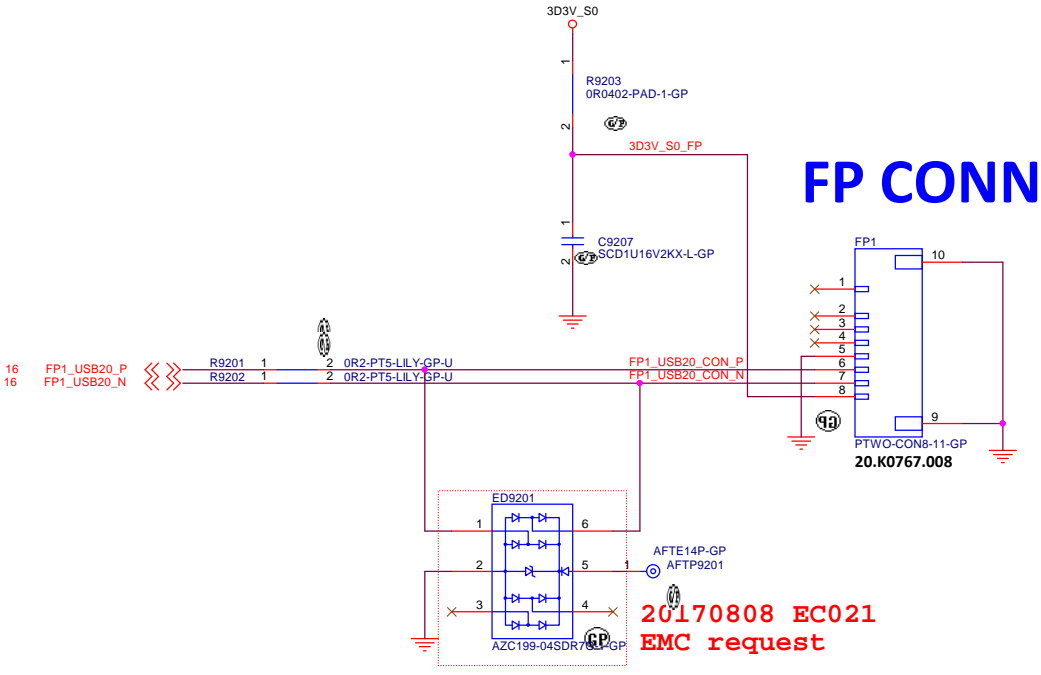 3D3V_S0
1
R9203
0R0402-PAD-1-GP
2
G/P
3D3V_S0_FP
FP CONN
1
C9207
SCD1U16V2KX-L-GP
2
G/P
FP1
10
1
2
3
4
5
6
7
8
9
GP
PTWO-CON8-11-GP
20.K0767.008
16 FP1_USB20_P R9201 1 2 0R2-PT5-LILY-GP-U FP1_USB20_CON_P
16 FP1_USB20_N R9202 1 2 0R2-PT5-LILY-GP-U FP1_USB20_CON_N
ED9201
1 6
2 5
3 4
AFTE14P-GP
1 AFTP9201
GP
20170808 EC021
EMC request